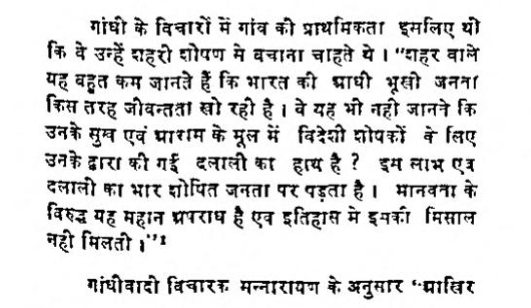 गांधी के विचारों में गांव की प्राथमिकता इसलिए थी
कि वे उन्हें शहरी शोषण से बचाना चाहते थे । "शहर वाले
यह बहुत कम जानते हैं कि भारत की आधी भूखी जनता
किस तरह जीवन्तता खो रही है । वे यह भी नही जानते कि
उनके सुख एवं आराम के मूल में विदेशी शोषकों के लिए
उनके द्वारा की गई दलाली का हाथ है ? इस लाभ एव
दलाली का भार शोषित जनता पर पड़ता है । मानवता के
विरुद्ध यह महान अपराध है एव इतिहास मे इसकी मिसाल
नही मिलती ।"¹
गांधीवादी विचारक मन्नारायण के अनुसार "आखिर